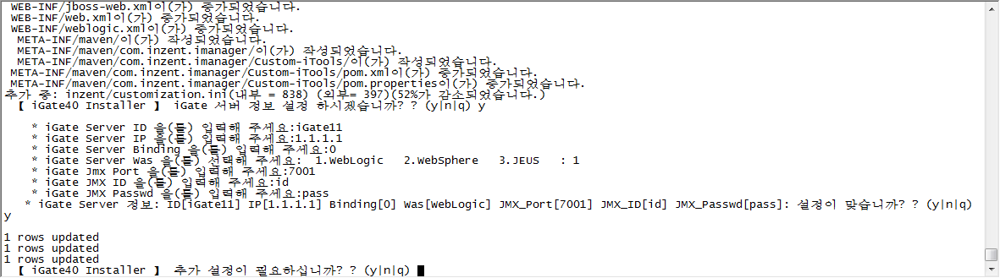 WEB-INF/jboss-web.xml이(가) 증가되었습니다.
WEB-INF/web.xml이(가) 증가되었습니다.
WEB-INF/weblogic.xml이(가) 증가되었습니다.
META-INF/maven/이(가) 작성되었습니다.
META-INF/maven/com.inzent.imanager/이(가) 작성되었습니다.
META-INF/maven/com.inzent.imanager/Custom-iTools/이(가) 작성되었습니다.
META-INF/maven/com.inzent.imanager/Custom-iTools/pom.xml이(가) 증가되었습니다.
META-INF/maven/com.inzent.imanager/Custom-iTools/pom.properties이(가) 증가되었습니다.
추가 중: inzent/customization.ini(내부 = 838) (외부= 397)(52%가 감소되었습니다.)
【 iGate40 Installer 】 iGate 서버 정보 설정 하시겠습니까? ? (y|n|q) y
* iGate Server ID 을(를) 입력해 주세요:iGate11
* iGate Server IP 을(를) 입력해 주세요:1.1.1.1
* iGate Server Binding 을(를) 입력해 주세요:0
* iGate Server Was 을(를) 선택해 주세요: 1.WebLogic 2.WebSphere 3.JEUS : 1
* iGate Jmx Port 을(를) 입력해 주세요:7001
* iGate JMX ID 을(를) 입력해 주세요:id
* iGate JMX Passwd 을(를) 입력해 주세요:pass
* iGate Server 정보: ID[iGate11] IP[1.1.1.1] Binding[0] Was[WebLogic] JMX_Port[7001] JMX_ID[id] JMX_Passwd[pass]: 설정이 맞습니까? ? (y|n|q)
y
1 rows updated
1 rows updated
1 rows updated
【 iGate40 Installer 】 추가 설정이 필요하십니까? ? (y|n|q)